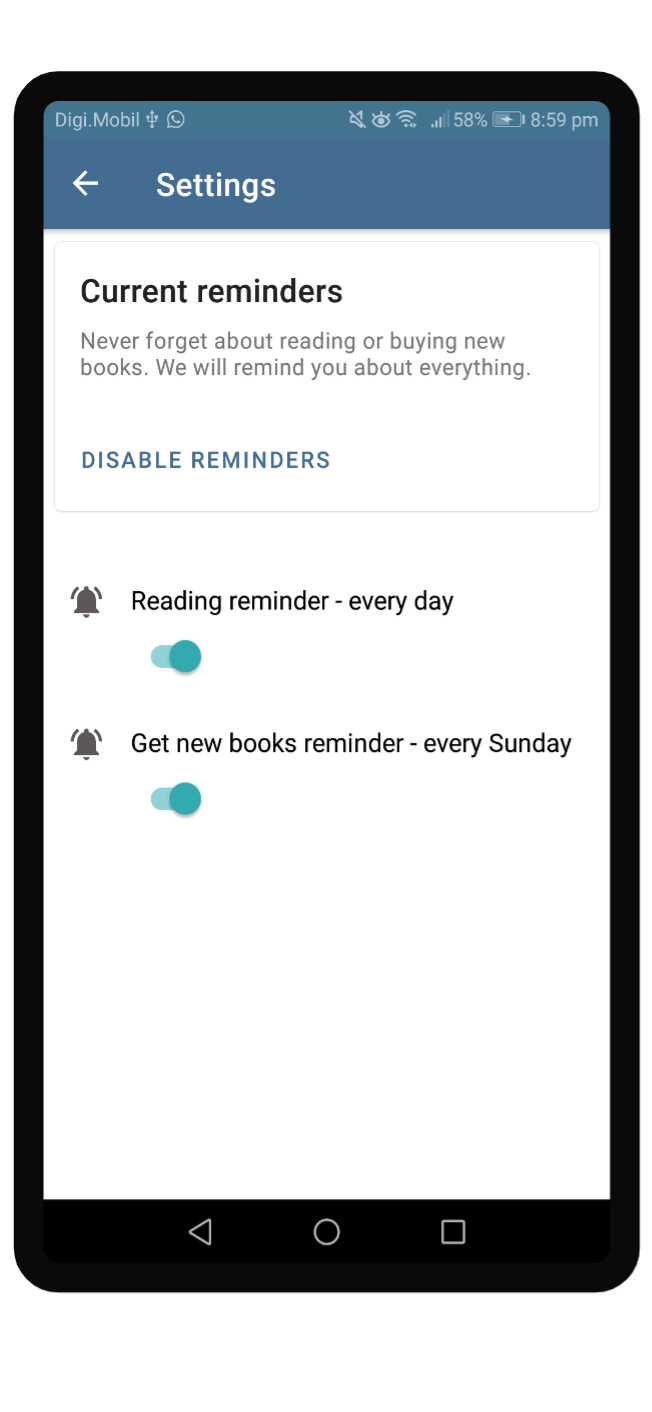 Digi.Mobil 58% 8:59 pm
Settings
Current reminders
Never forget about reading or buying new
books. We will remind you about everything.
DISABLE REMINDERS
Reading reminder - every day
Get new books reminder - every Sunday